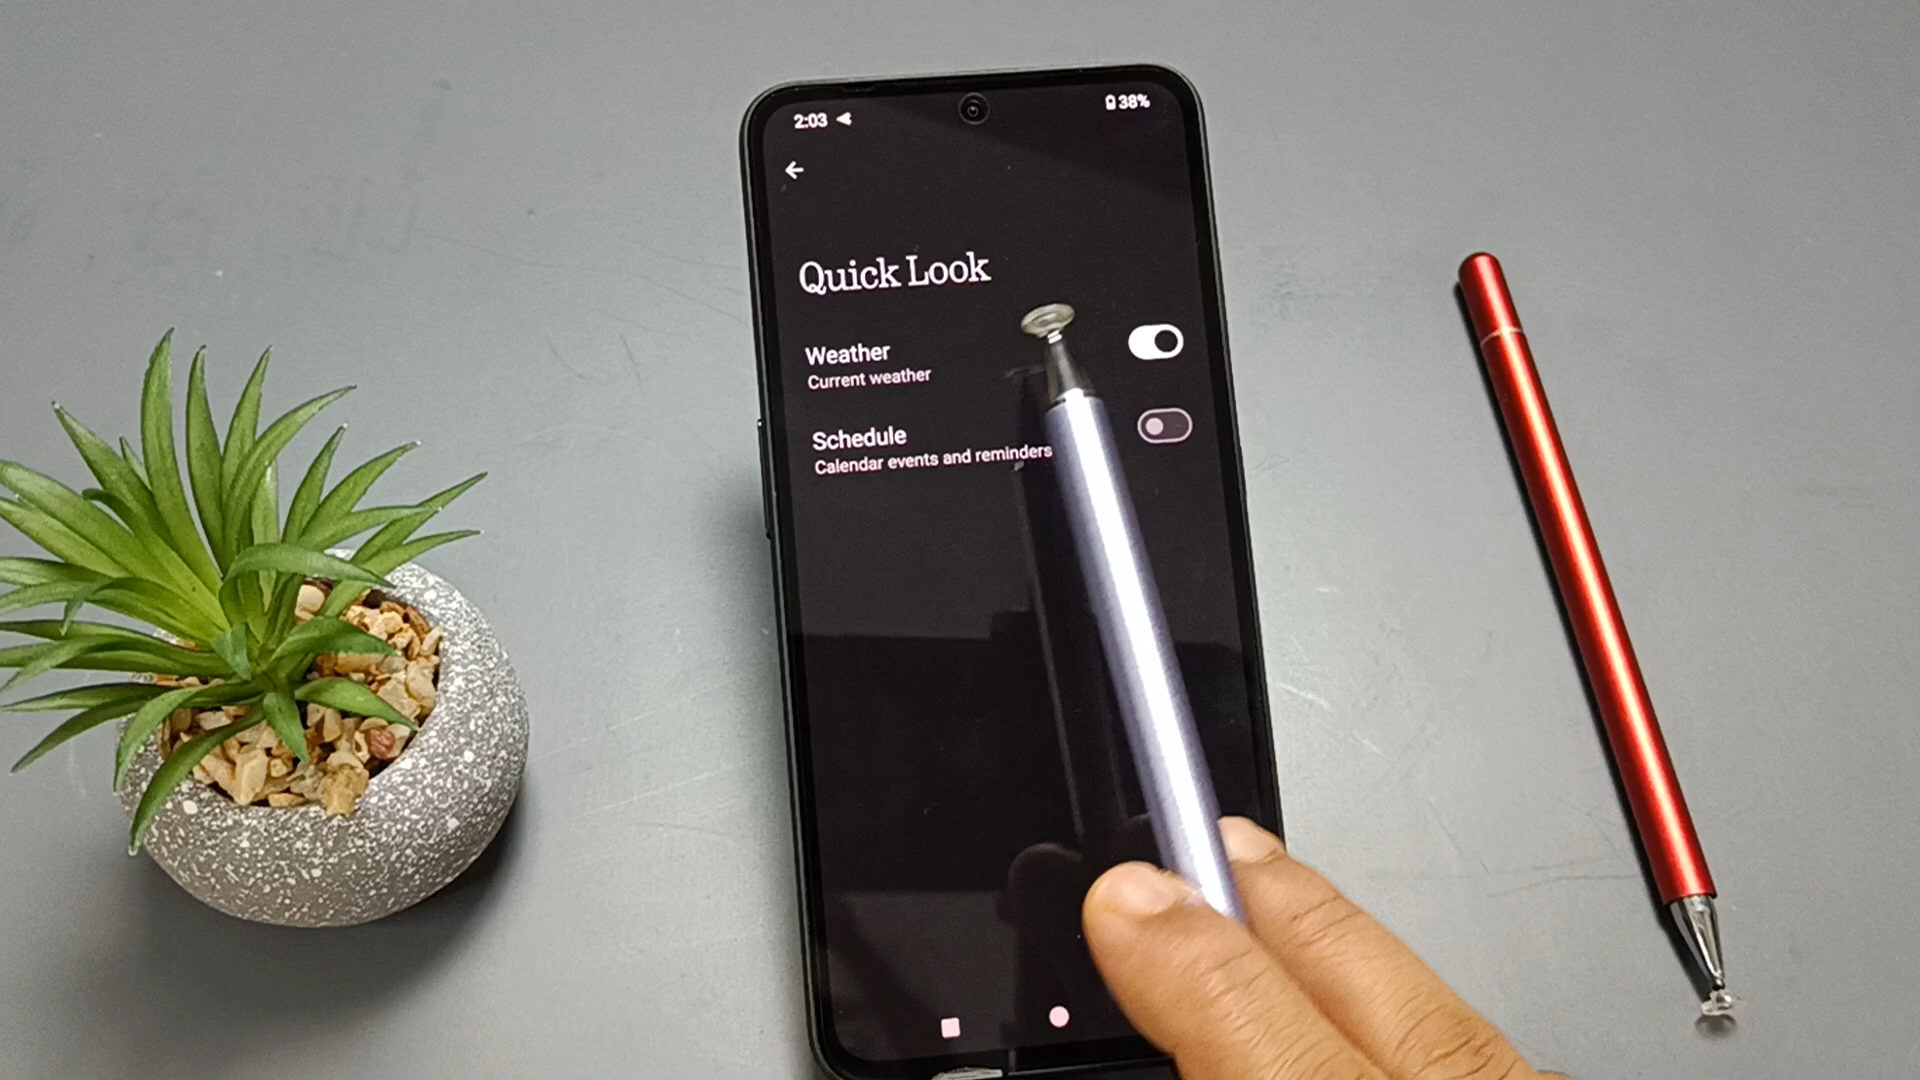 2:03
38%
Quick Look
Weather
Current weather
Schedule
Calendar events and reminders